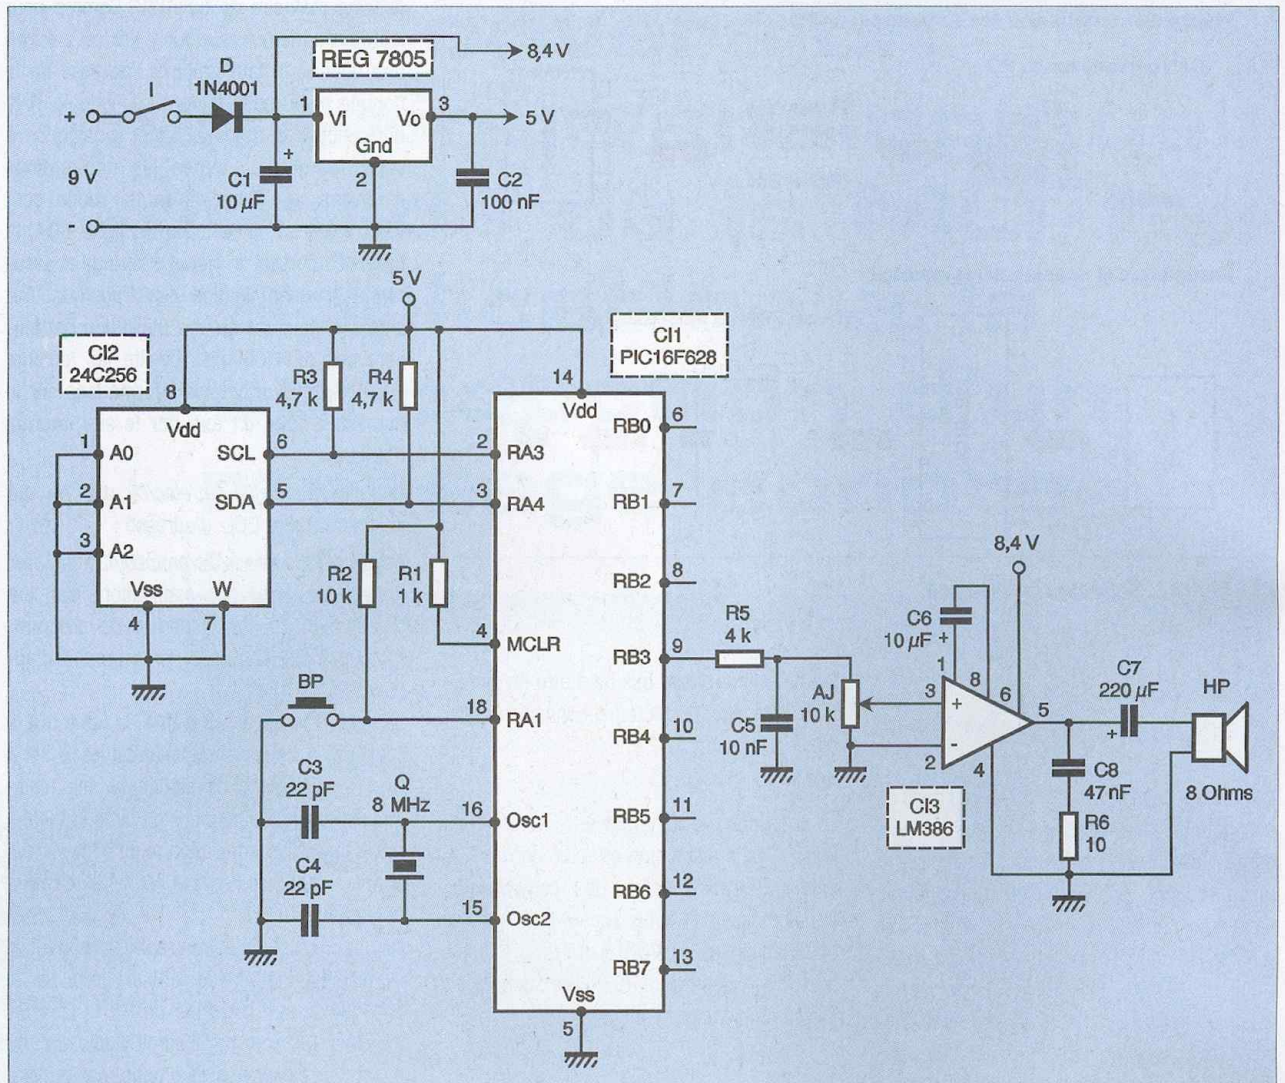 REG 7805
8,4 V
D
1N4001
I
+
1
Vi
Vo
3
5 V
Gnd
2
9 V
-
+
C1
10 µF
C2
100 nF
5 V
CI2
24C256
CI1
PIC16F628
8
Vdd
R3
4,7 k
R4
4,7 k
14
Vdd
1
A0
SCL
6
2
RA3
RB0
6
2
A1
SDA
5
3
RA4
RB1
7
3
A2
Vss
W
4
7
R2
10 k
R1
1 k
RB2
8
4
MCLR
RB3
9
R5
4 k
8,4 V
C6
10 µF
+
BP
18
RA1
RB4
10
C5
10 nF
AJ
10 k
1
8
6
3
+
-
2
4
5
C7
220 µF
+
HP
8 Ohms
C8
47 nF
R6
10
CI3
LM386
C3
22 pF
Q
8 MHz
16
Osc1
RB5
11
C4
22 pF
15
Osc2
RB6
12
RB7
13
Vss
5